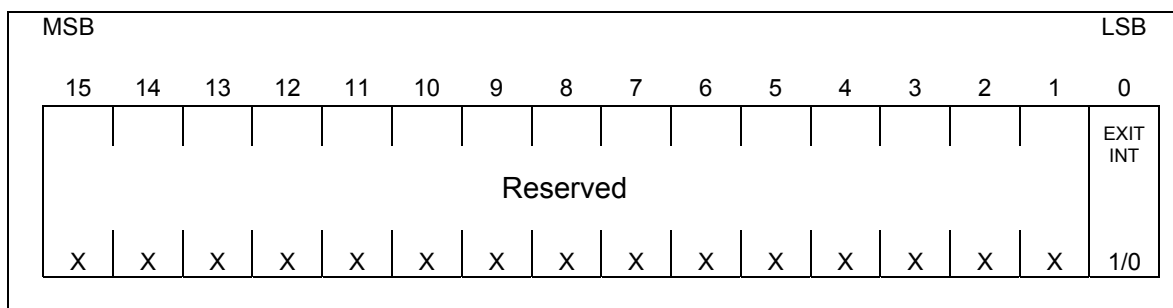 MSB LSB
15 14 13 12 11 10 9 8 7 6 5 4 3 2 1 0
EXIT
INT
Reserved
X X X X X X X X X X X X X X X 1/0